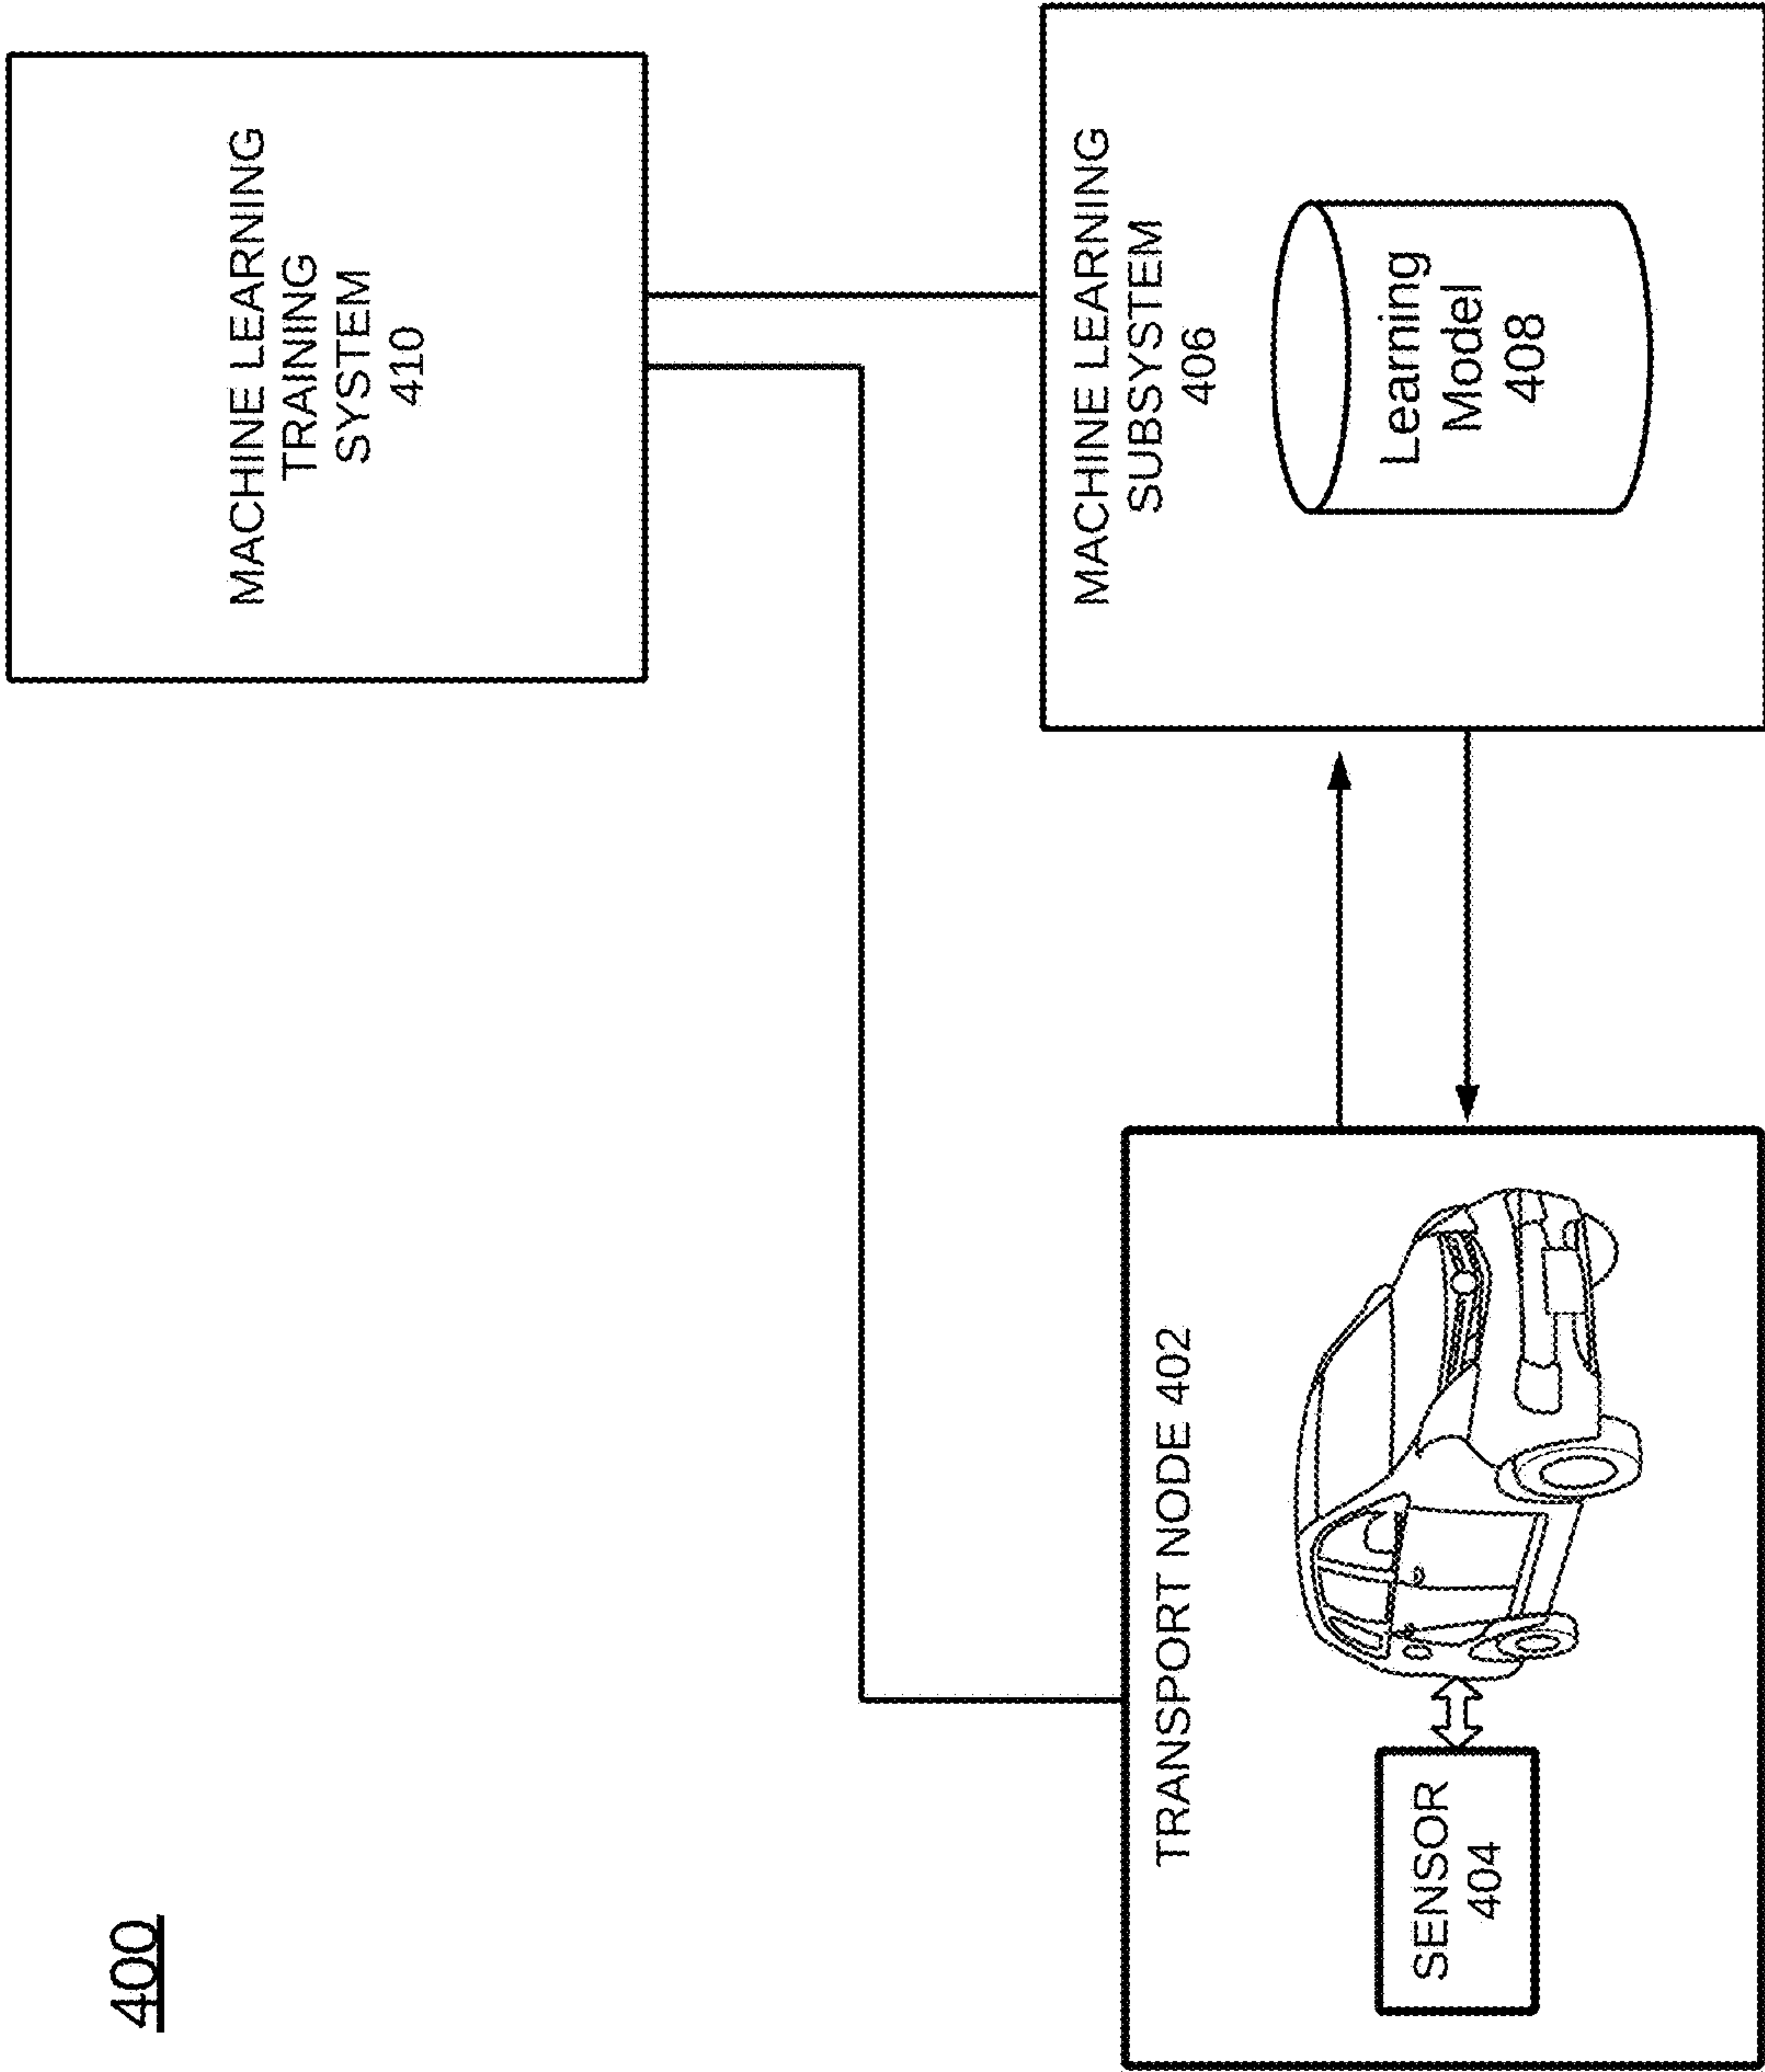 400
MACHINE LEARNING
TRAINING
SYSTEM
410
TRANSPORT NODE 402
SENSOR
404
MACHINE LEARNING
SUBSYSTEM
406
Learning
Model
408